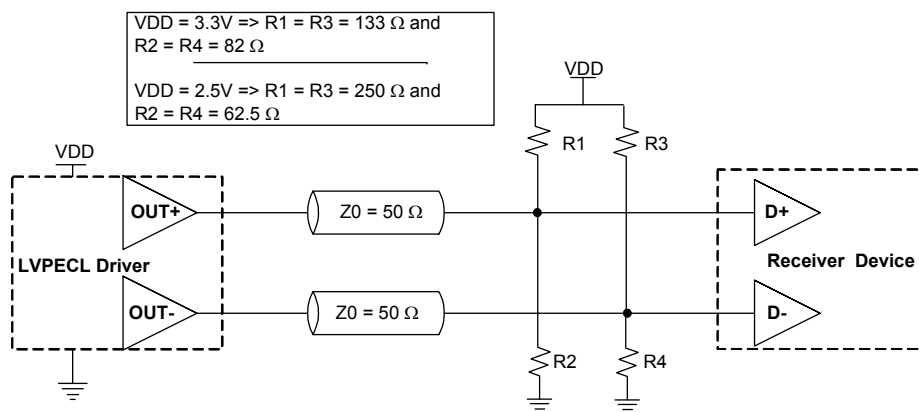 VDD = 3.3V => R1 = R3 = 133 Ω and
R2 = R4 = 82 Ω
VDD = 2.5V => R1 = R3 = 250 Ω and
R2 = R4 = 62.5 Ω
VDD
R1
R3
VDD
OUT+
Z0 = 50 Ω
D+
LVPECL Driver
Receiver Device
OUT-
Z0 = 50 Ω
D-
R2
R4